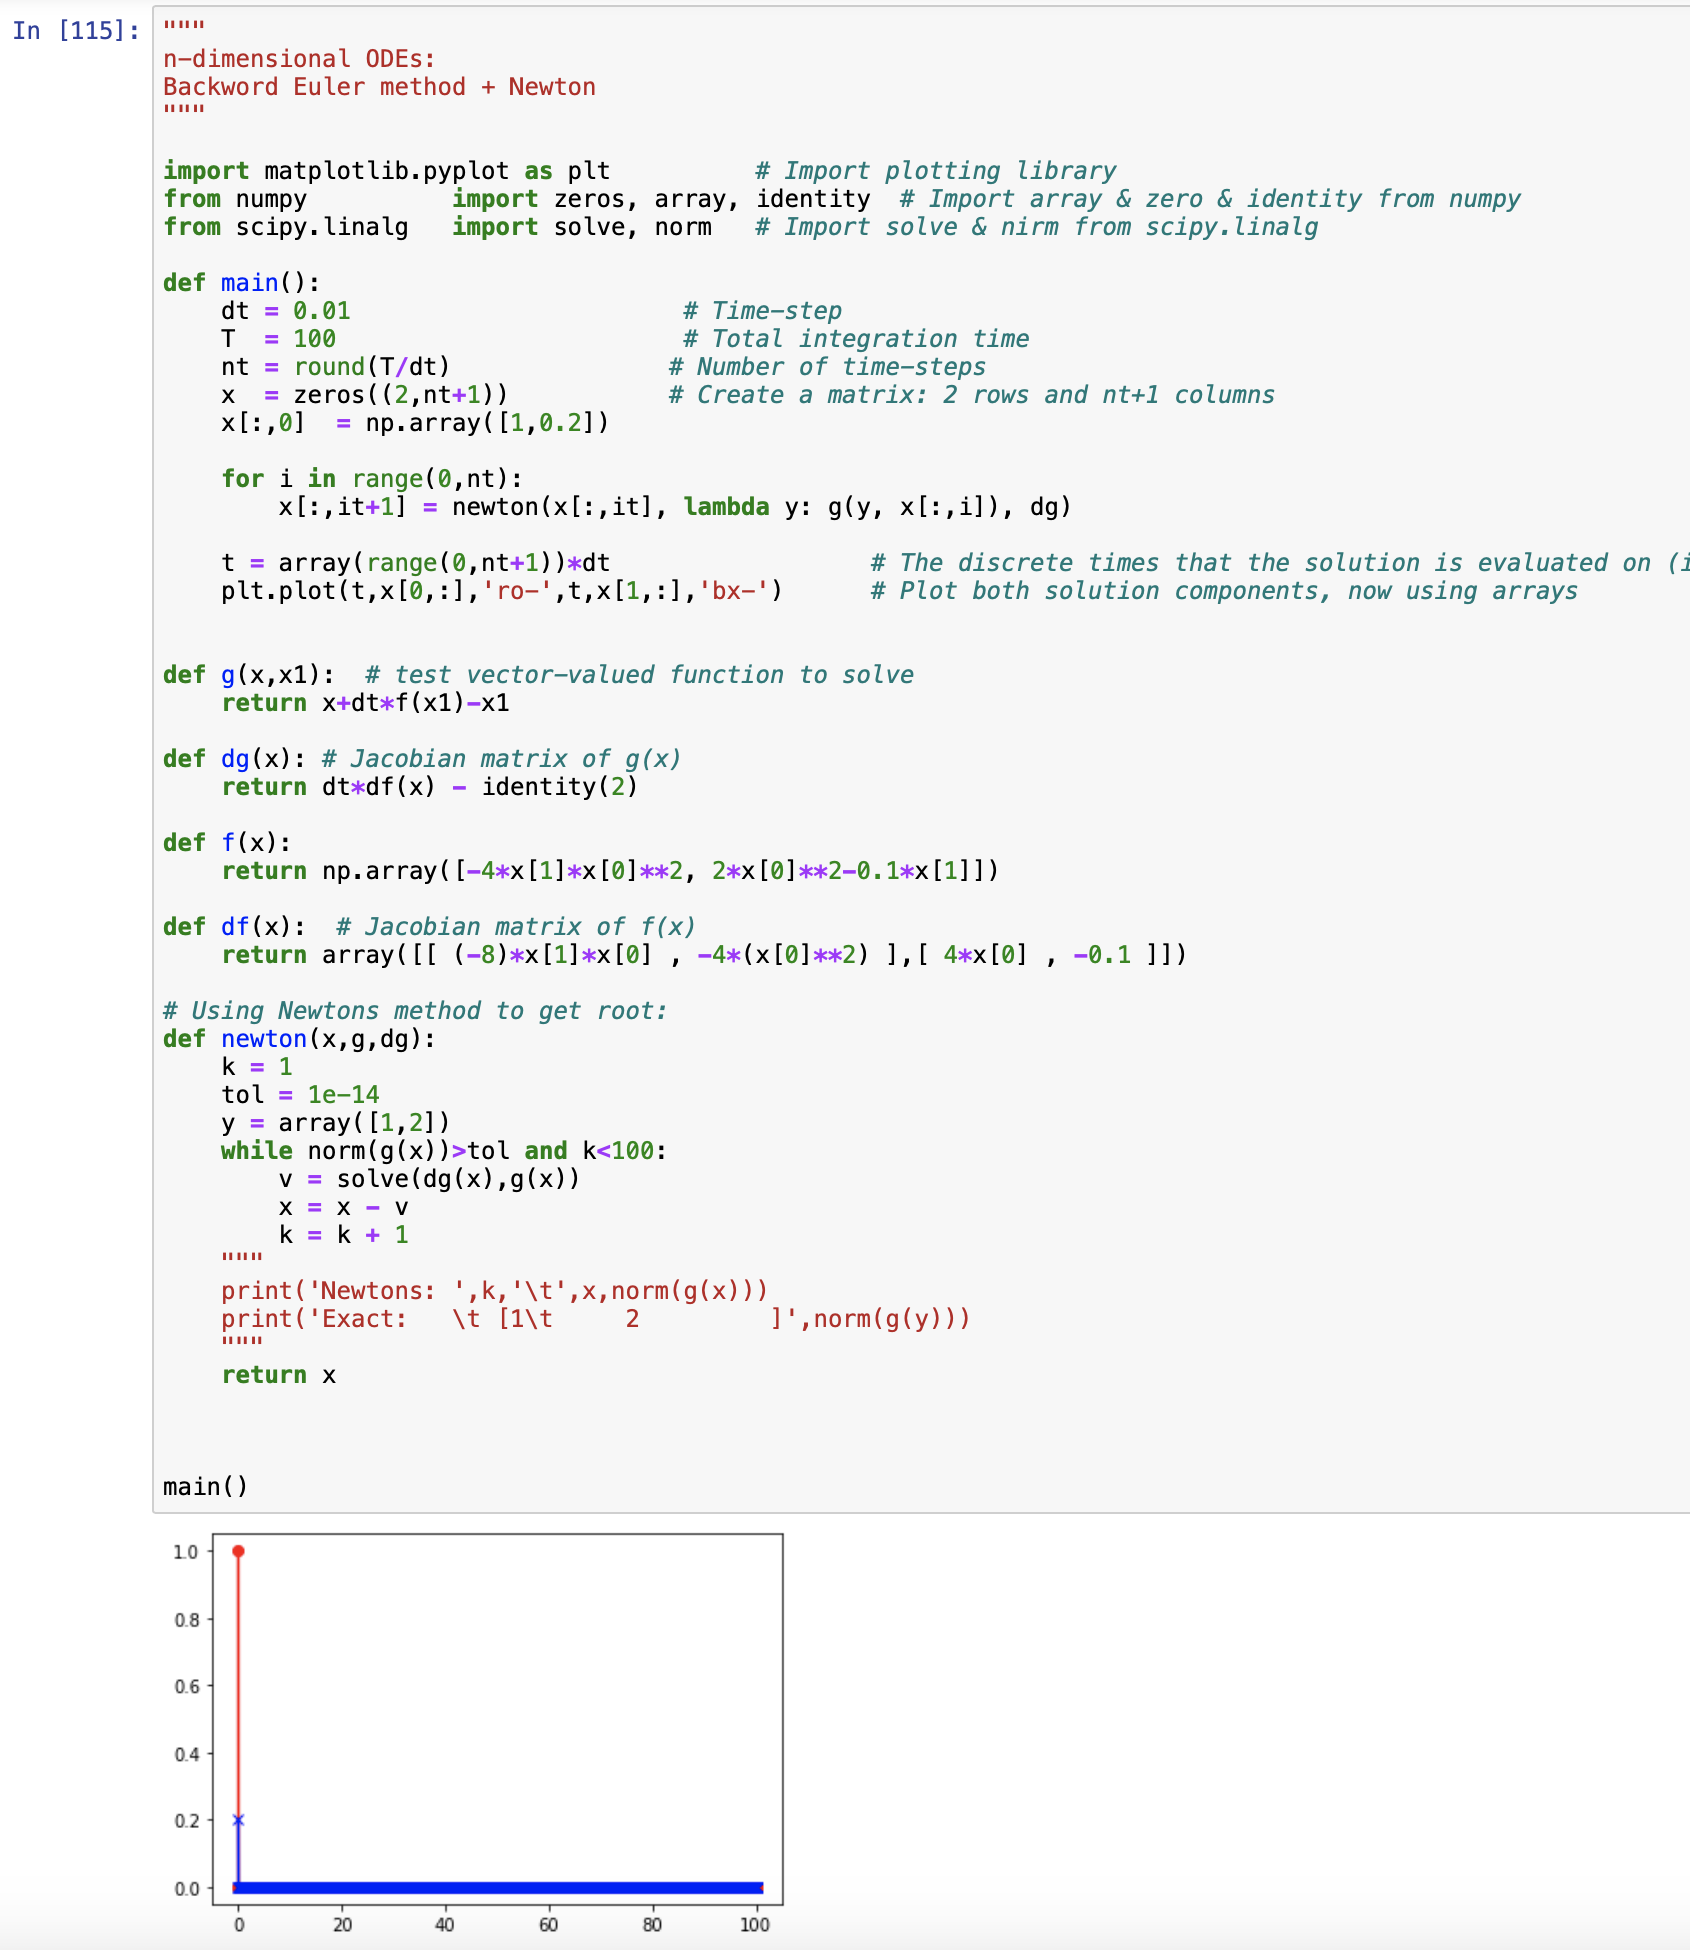 In [115]:
"""
n-dimensional ODEs:
Backword Euler method + Newton
"""
import matplotlib.pyplot as plt          # Import plotting library
from numpy          import zeros, array, identity  # Import array & zero & identity from numpy
from scipy.linalg   import solve, norm   # Import solve & nirm from scipy.linalg
def main():
    dt = 0.01                       # Time-step
    T  = 100                        # Total integration time
    nt = round(T/dt)               # Number of time-steps
    x  = zeros((2,nt+1))           # Create a matrix: 2 rows and nt+1 columns
    x[:,0]  = np.array([1,0.2])
    for i in range(0,nt):
        x[:,it+1] = newton(x[:,it], lambda y: g(y, x[:,i]), dg)
    t = array(range(0,nt+1))*dt                  # The discrete times that the solution is evaluated on (i
    plt.plot(t,x[0,:],'ro-',t,x[1,:],'bx-')      # Plot both solution components, now using arrays
def g(x,x1):  # test vector-valued function to solve
    return x+dt*f(x1)-x1
def dg(x): # Jacobian matrix of g(x)
    return dt*df(x) - identity(2)
def f(x):
    return np.array([-4*x[1]*x[0]**2, 2*x[0]**2-0.1*x[1]])
def df(x):  # Jacobian matrix of f(x)
    return array([[ (-8)*x[1]*x[0] , -4*(x[0]**2) ],[ 4*x[0] , -0.1 ]])
# Using Newtons method to get root:
def newton(x,g,dg):
    k = 1
    tol = 1e-14
    y = array([1,2])
    while norm(g(x))>tol and k<100:
        v = solve(dg(x),g(x))
        x = x - v
        k = k + 1
    """
    print('Newtons: ',k,'\t',x,norm(g(x)))
    print('Exact:   \t [1\t     2         ]',norm(g(y)))
    """
    return x
main()
1.0
0.8
0.6
0.4
0.2
0.0
0 20 40 60 80 100